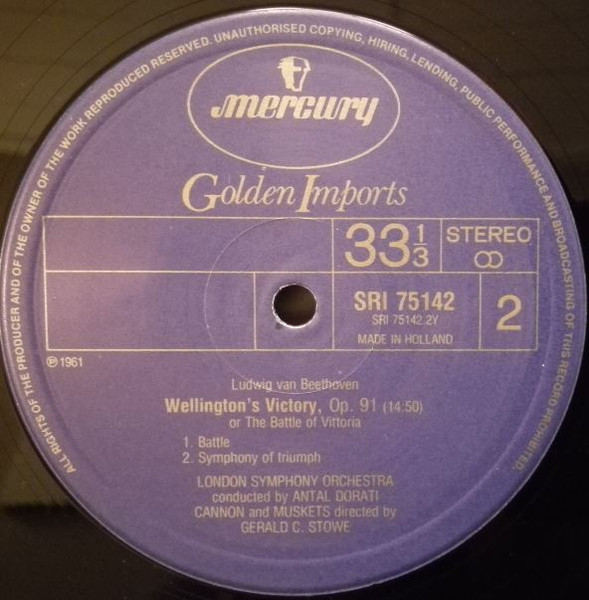 ALL RIGHTS OF THE PRODUCER AND OF THE OWNER OF THE WORK REPRODUCED RESERVED. UNAUTHORISED COPYING, HIRING, LENDING, PUBLIC PERFORMANCE AND BROADCASTING OF THIS RECORD PROHIBITED.
mercury
Golden Imports
33 1/3
STEREO
SRI 75142
SRI 75142.2Y
2
MADE IN HOLLAND
℗ 1961
Ludwig van Beethoven
Wellington's Victory, Op. 91 (14:50)
or The Battle of Vittoria
1. Battle
2. Symphony of triumph
LONDON SYMPHONY ORCHESTRA
conducted by ANTAL DORATI
CANNON and MUSKETS directed by
GERALD C. STOWE